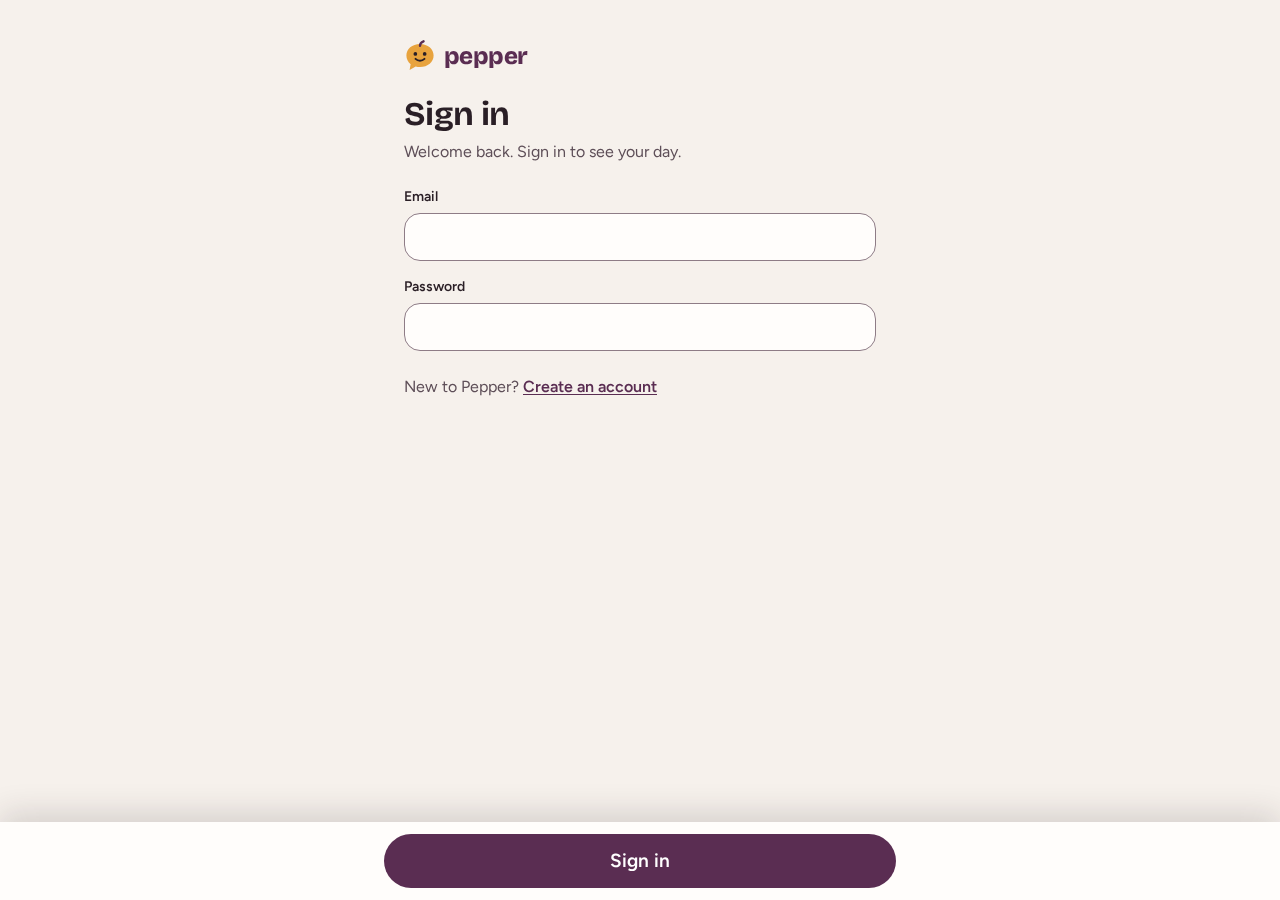 pepper
Sign in
Welcome back. Sign in to see your day.
Email
Password
New to Pepper? Create an account
Sign in